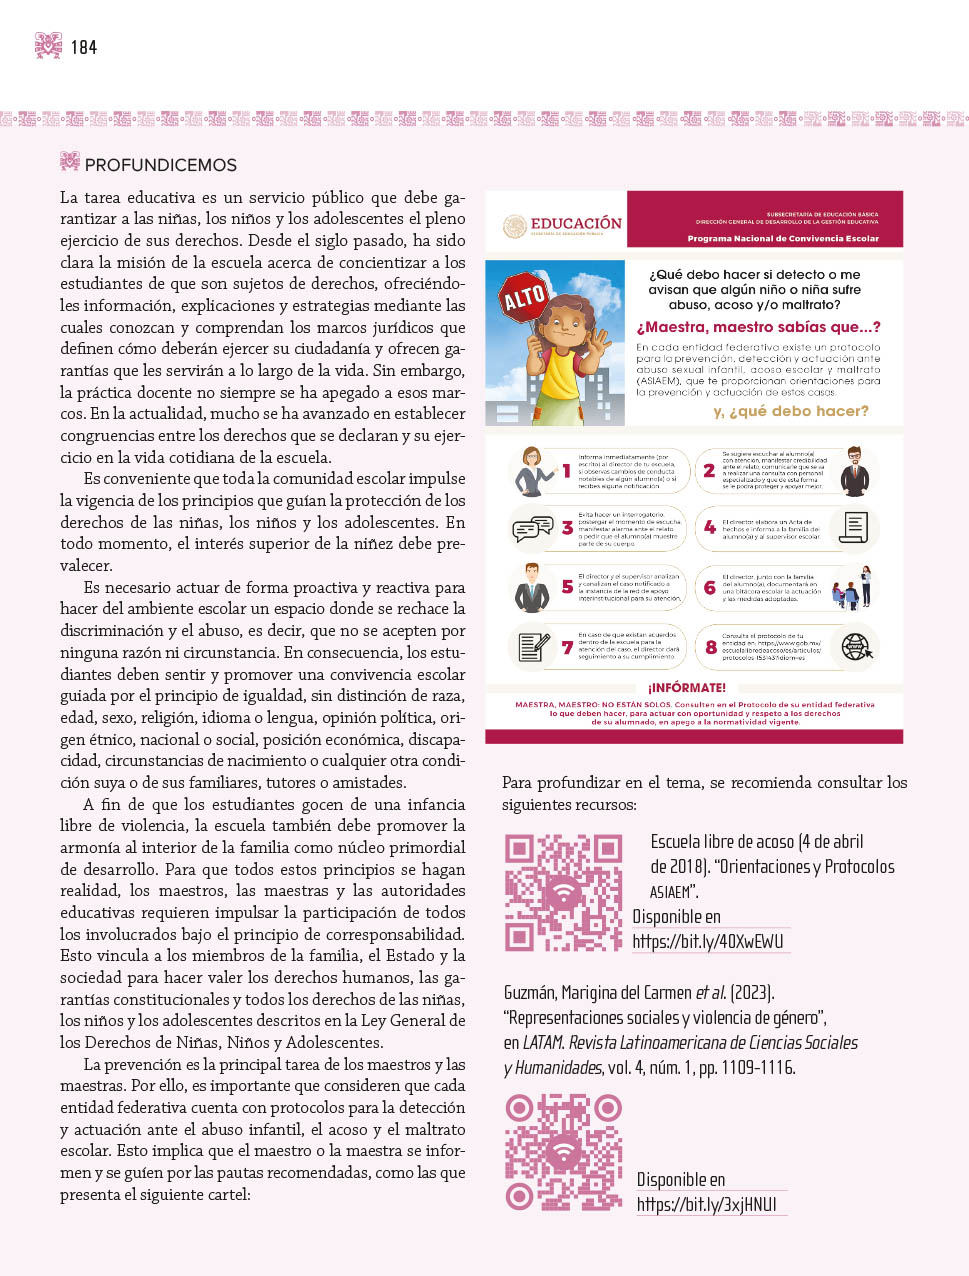 184
PROFUNDICEMOS
La tarea educativa es un servicio público que debe ga-
rantizar a las niñas, los niños y los adolescentes el pleno
ejercicio de sus derechos. Desde el siglo pasado, ha sido
clara la misión de la escuela acerca de concientizar a los
estudiantes de que son sujetos de derechos, ofreciéndo-
les información, explicaciones y estrategias mediante las
cuales conozcan y comprendan los marcos jurídicos que
definen cómo deberán ejercer su ciudadanía y ofrecen ga-
rantías que les servirán a lo largo de la vida. Sin embargo,
la práctica docente no siempre se ha apegado a esos mar-
cos. En la actualidad, mucho se ha avanzado en establecer
congruencias entre los derechos que se declaran y su ejer-
cicio en la vida cotidiana de la escuela.
Es conveniente que toda la comunidad escolar impulse
la vigencia de los principios que guían la protección de los
derechos de las niñas, los niños y los adolescentes. En
todo momento, el interés superior de la niñez debe pre-
valecer.
Es necesario actuar de forma proactiva y reactiva para
hacer del ambiente escolar un espacio donde se rechace la
discriminación y el abuso, es decir, que no se acepten por
ninguna razón ni circunstancia. En consecuencia, los estu-
diantes deben sentir y promover una convivencia escolar
guiada por el principio de igualdad, sin distinción de raza,
edad, sexo, religión, idioma o lengua, opinión política, ori-
gen étnico, nacional o social, posición económica, discapa-
cidad, circunstancias de nacimiento o cualquier otra condi-
ción suya o de sus familiares, tutores o amistades.
A fin de que los estudiantes gocen de una infancia
libre de violencia, la escuela también debe promover la
armonía al interior de la familia como núcleo primordial
de desarrollo. Para que todos estos principios se hagan
realidad, los maestros, las maestras y las autoridades
educativas requieren impulsar la participación de todos
los involucrados bajo el principio de corresponsabilidad.
Esto vincula a los miembros de la familia, el Estado y la
sociedad para hacer valer los derechos humanos, las ga-
rantías constitucionales y todos los derechos de las niñas,
los niños y los adolescentes descritos en la Ley General de
los Derechos de Niñas, Niños y Adolescentes.
La prevención es la principal tarea de los maestros y las
maestras. Por ello, es importante que consideren que cada
entidad federativa cuenta con protocolos para la detección
y actuación ante el abuso infantil, el acoso y el maltrato
escolar. Esto implica que el maestro o la maestra se infor-
men y se guíen por las pautas recomendadas, como las que
presenta el siguiente cartel:
EDUCACIÓN
SECRETARÍA DE EDUCACIÓN PÚBLICA
SUBSECRETARÍA DE EDUCACIÓN BÁSICA
DIRECCIÓN GENERAL DE DESARROLLO DE LA GESTIÓN EDUCATIVA
Programa Nacional de Convivencia Escolar
ALTO
¿Qué debo hacer si detecto o me
avisan que algún niño o niña sufre
abuso, acoso y/o maltrato?
¿Maestra, maestro sabías que...?
En cada entidad federativa existe un protocolo
para la prevención, detección y actuación ante
abuso sexual infantil, acoso escolar y maltrato
(ASIAEM), que te proporcionan orientaciones para
la prevención y actuación de estos casos.
y, ¿qué debo hacer?
1
Informa inmediatamente (por
escrito) al director de tu escuela,
si observas cambios de conducta
notables de algún alumno(a) o si
recibes alguna notificación.
2
Se sugiere escuchar al alumno(a)
con atención, manifestar credibilidad
ante el relato, comunicarle que se va
a realizar una consulta con personal
especializado y que de esta forma
se le podrá proteger y apoyar mejor.
3
Evita hacer un interrogatorio,
postergar el momento de escucha,
manifestar alarma ante el relato
o pedir que el alumno(a) muestre
parte de su cuerpo.
4
El director elabora un Acta de
hechos e informa a la familia del
alumno(a) y al supervisor escolar.
5
El director y el supervisor analizan
y canalizan el caso notificado a
la instancia de la red de apoyo
interinstitucional para su atención.
6
El director, junto con la familia
del alumno(a), documentará en
una bitácora escolar la actuación
y las medidas adoptadas.
7
En caso de que existan acuerdos
dentro de la escuela para la
atención del caso, el director dará
seguimiento a su cumplimiento.
8
Consulta el protocolo de tu
entidad en: https://www.gob.mx/
escuelalibredeacoso/es/articulos/
protocolos-153143?idiom=es
¡INFÓRMATE!
MAESTRA, MAESTRO: NO ESTÁN SOLOS. Consulten en el Protocolo de su entidad federativa
lo que deben hacer, para actuar con oportunidad y respeto a los derechos
de su alumnado, en apego a la normatividad vigente.
Para profundizar en el tema, se recomienda consultar los
siguientes recursos:
Escuela libre de acoso (4 de abril
de 2018). “Orientaciones y Protocolos
ASIAEM”.
Disponible en
https://bit.ly/40XwEWU
Guzmán, Marigina del Carmen et al. (2023).
“Representaciones sociales y violencia de género”,
en LATAM. Revista Latinoamericana de Ciencias Sociales
y Humanidades, vol. 4, núm. 1, pp. 1109-1116.
Disponible en
https://bit.ly/3xjHNUI